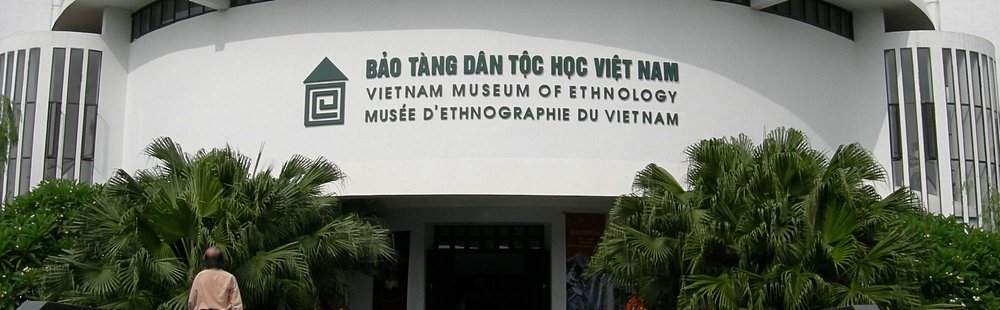 BẢO TÀNG DÂN TỘC HỌC VIỆT NAM
VIETNAM MUSEUM OF ETHNOLOGY
MUSÉE D'ETHNOGRAPHIE DU VIETNAM